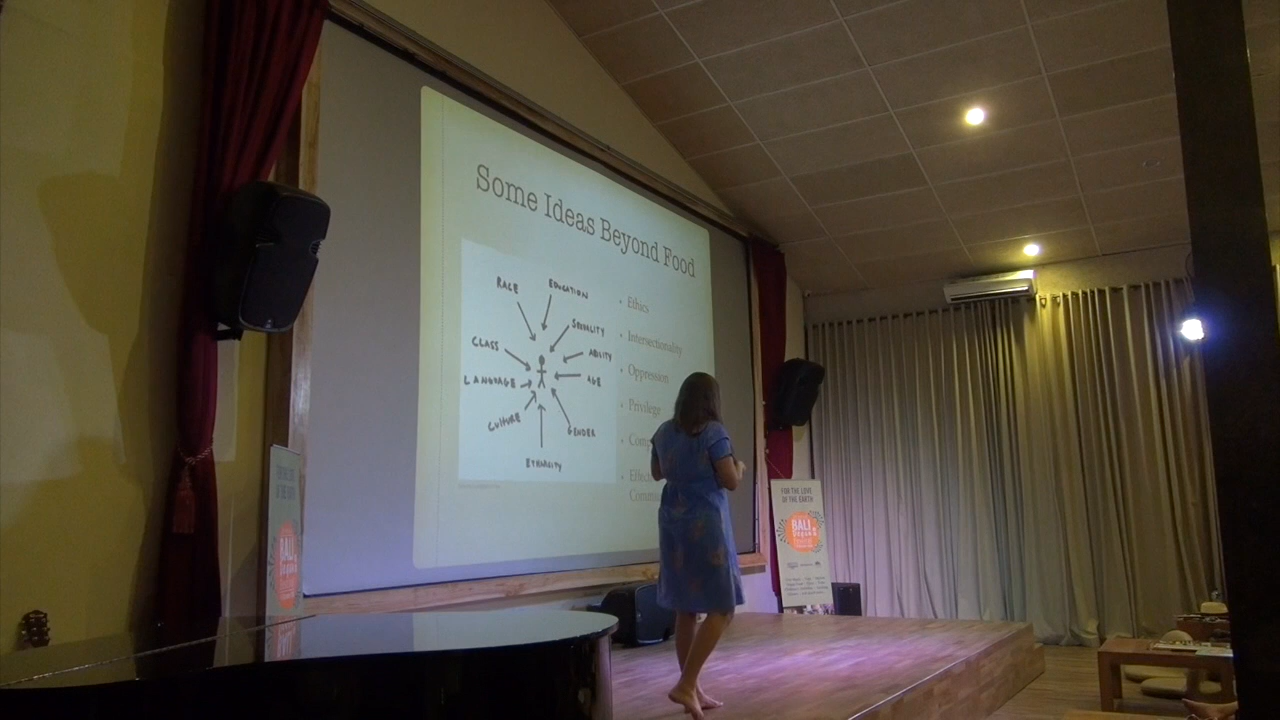 Some Ideas Beyond Food
RACE
EDUCATION
SEXUALITY
CLASS
ABILITY
LANGUAGE
AGE
CULTURE
GENDER
ETHNICITY
• Ethics
• Intersectionality
• Oppression
• Privilege
FOR THE LOVE
OF THE EARTH
BALI